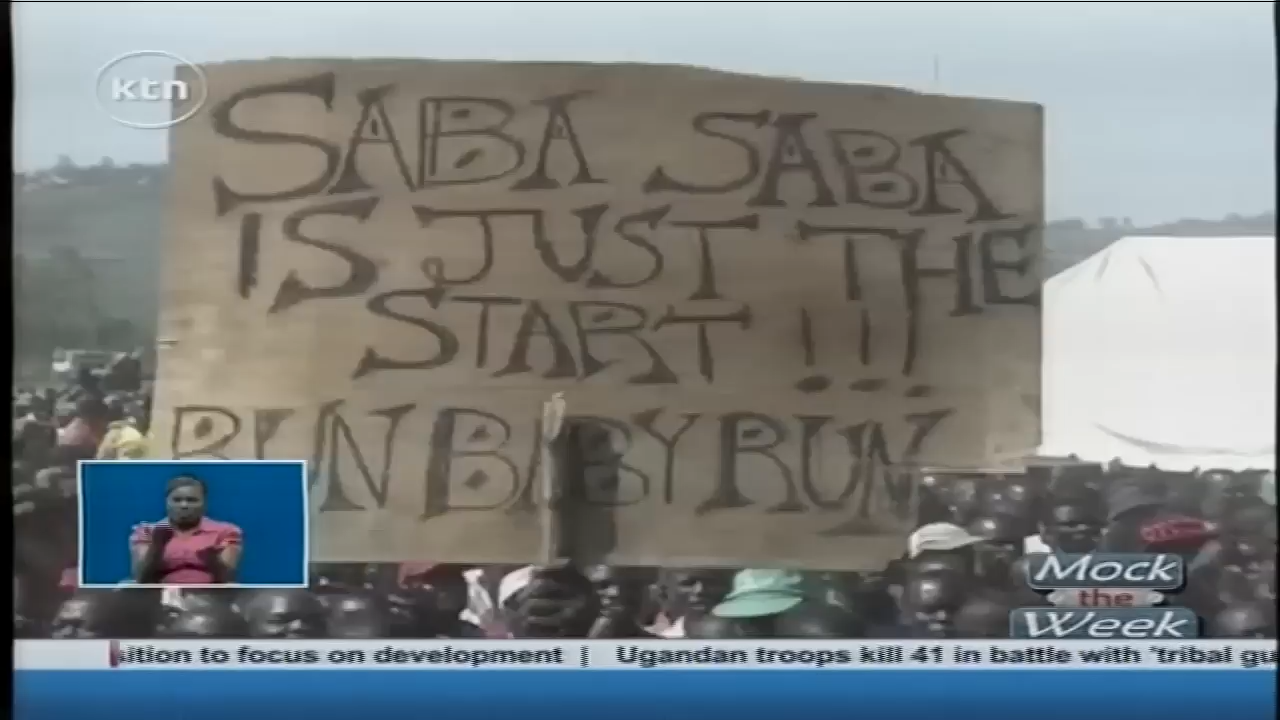 ktn
SABA SABA
IS JUST THE
START !!!
RUN BABY RUN
Mock
the
Week
sition to focus on development | Ugandan troops kill 41 in battle with 'tribal gu